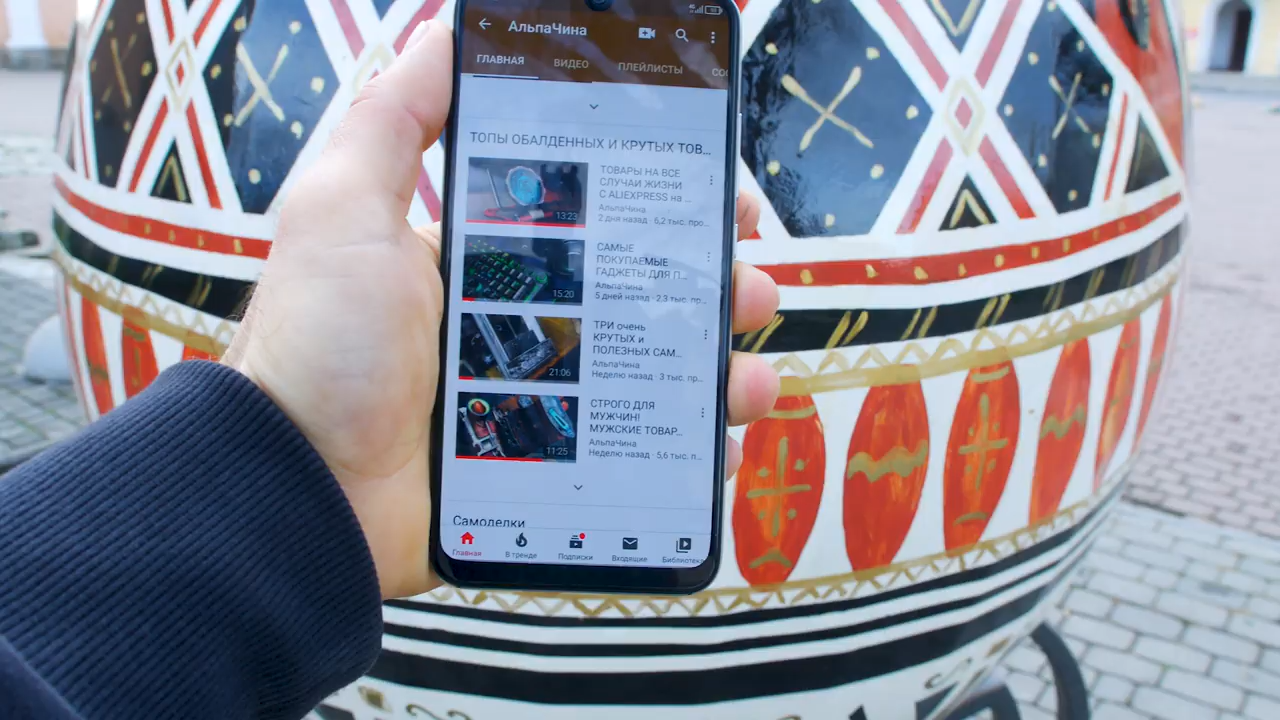 АльпаЧина
ГЛАВНАЯ ВИДЕО ПЛЕЙЛИСТЫ СОО
ТОПЫ ОБАЛДЕННЫХ И КРУТЫХ ТОВ...
ТОВАРЫ НА ВСЕ
СЛУЧАИ ЖИЗНИ
С ALIEXPRESS на ...
АльпаЧина
2 дня назад · 6,2 тыс. про...
13:23
САМЫЕ
ПОКУПАЕМЫЕ
ГАДЖЕТЫ ДЛЯ П...
АльпаЧина
5 дней назад · 2,3 тыс. пр...
15:20
ТРИ очень
КРУТЫХ и
ПОЛЕЗНЫХ САМ...
АльпаЧина
Неделю назад · 3 тыс. пр...
21:06
СТРОГО ДЛЯ
МУЖЧИН!
МУЖСКИЕ ТОВАР...
АльпаЧина
Неделю назад · 5,6 тыс. п...
11:25
Самоделки
Главная В тренде Подписки Входящие Библиотека